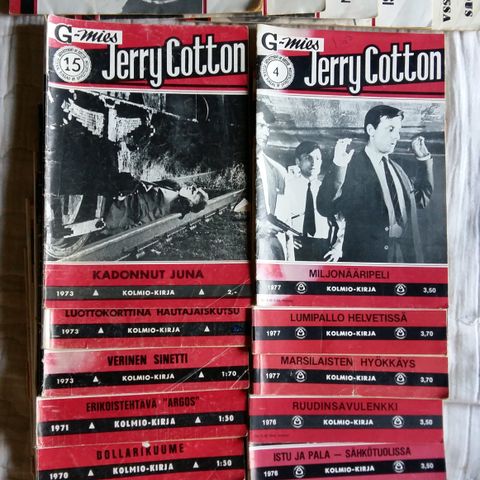 US
SSA
G-mies
15
Jerry Cotton
KADONNUT JUNA
1973 KOLMIO-KIRJA 2,-
LUOTTOKORTTINA HAUTAJAISKUTSU
1973 KOLMIO-KIRJA
VERINEN SINETTI
1973 KOLMIO-KIRJA 1:70
ERIKOISTEHTÄVÄ "ARGOS"
1971 KOLMIO-KIRJA 1:50
DOLLARIKUUME
1970 KOLMIO-KIRJA 1:50
G-mies
4
Jerry Cotton
MILJONÄÄRIPELI
1977 KOLMIO-KIRJA 3,50
LUMIPALLO HELVETISSÄ
1977 KOLMIO-KIRJA 3,70
MARSILAISTEN HYÖKKÄYS
1977 KOLMIO-KIRJA 3,70
RUUDINSAVULENKKI
1976 KOLMIO-KIRJA 3,50
ISTU JA PALA – SÄHKÖTUOLISSA
1976 KOLMIO-KIRJA 3,50